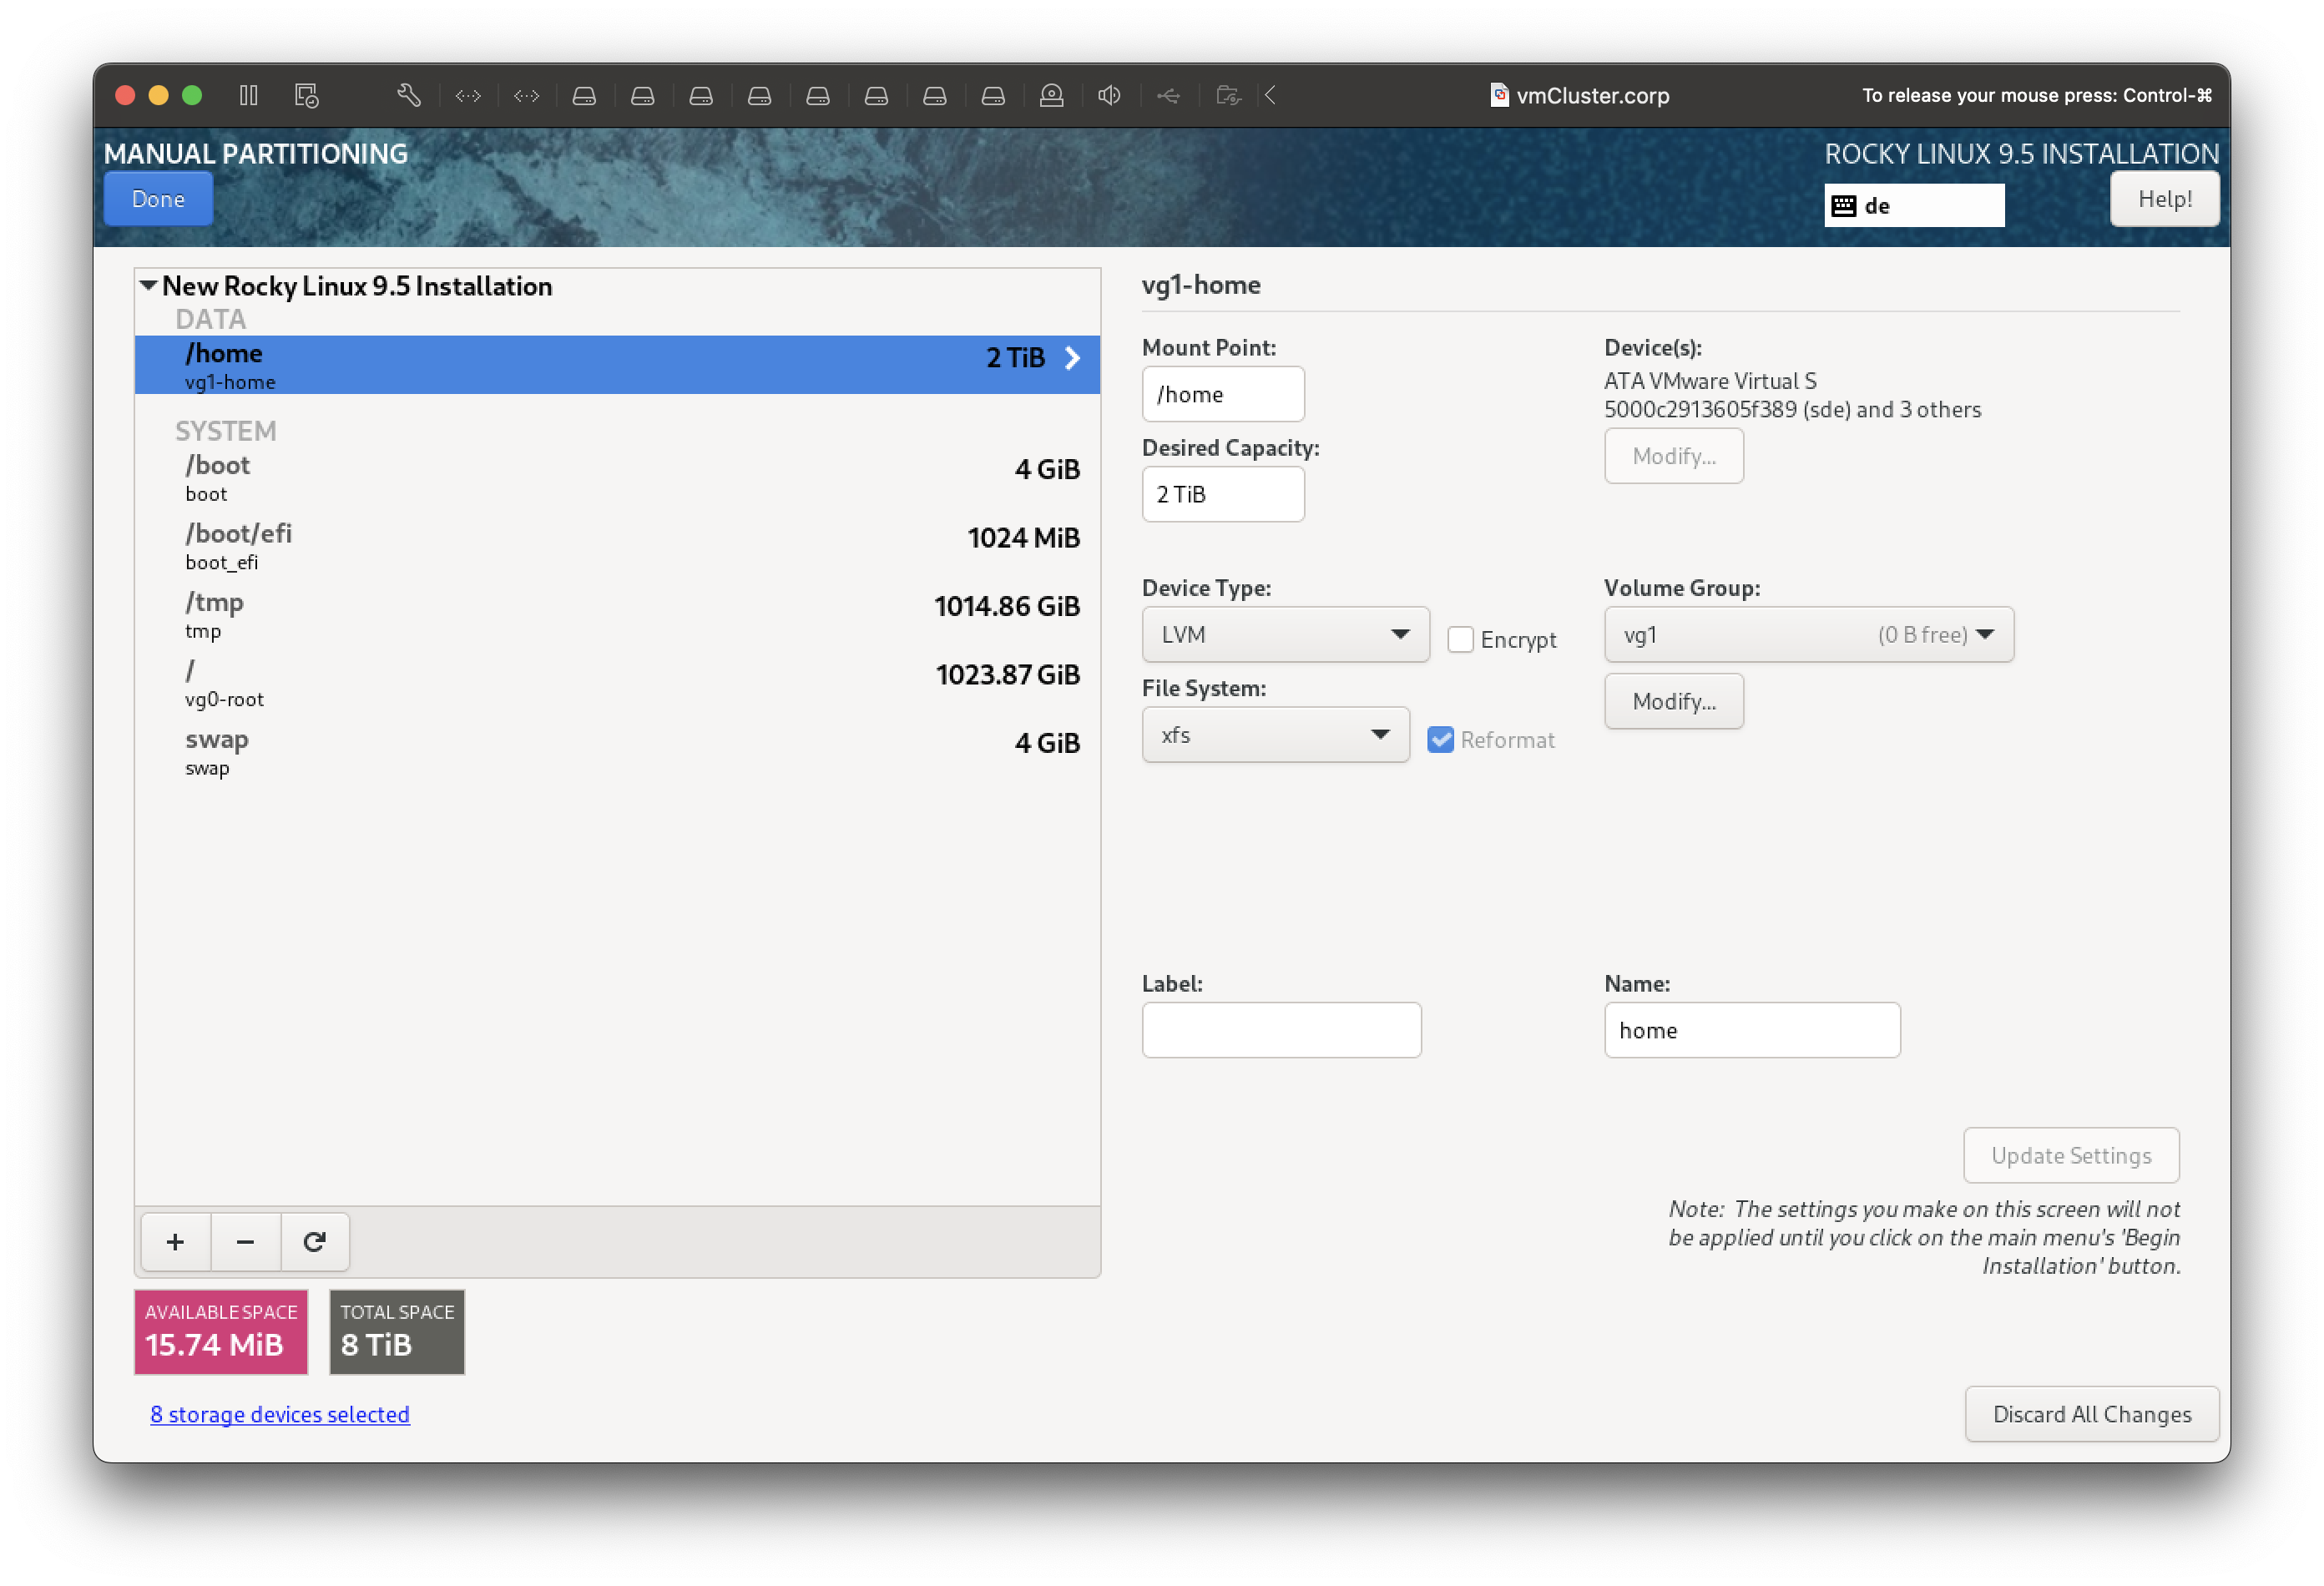 vmCluster.corp
To release your mouse press: Control-⌘
MANUAL PARTITIONING
ROCKY LINUX 9.5 INSTALLATION
Done
de
Help!
New Rocky Linux 9.5 Installation
DATA
/home
2 TiB
vg1-home
SYSTEM
/boot
4 GiB
boot
/boot/efi
1024 MiB
boot_efi
/tmp
1014.86 GiB
tmp
/
1023.87 GiB
vg0-root
swap
4 GiB
swap
+ −
AVAILABLE SPACE
15.74 MiB
TOTAL SPACE
8 TiB
8 storage devices selected
vg1-home
Mount Point:
/home
Desired Capacity:
2 TiB
Device(s):
ATA VMware Virtual S
5000c2913605f389 (sde) and 3 others
Modify...
Device Type:
LVM
Encrypt
Volume Group:
vg1 (0 B free)
Modify...
File System:
xfs
Reformat
Label:
Name:
home
Update Settings
Note: The settings you make on this screen will not
be applied until you click on the main menu's 'Begin
Installation' button.
Discard All Changes